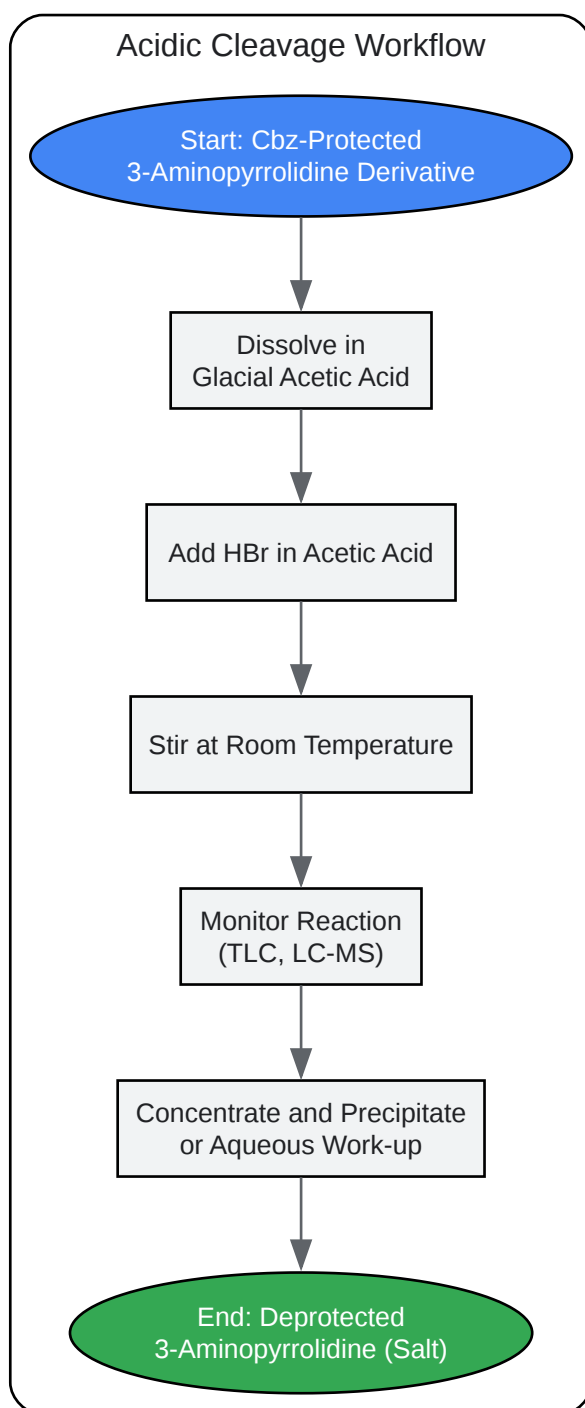 Acidic Cleavage Workflow
Start: Cbz-Protected
3-Aminopyrrolidine Derivative
Dissolve in
Glacial Acetic Acid
Add HBr in Acetic Acid
Stir at Room Temperature
Monitor Reaction
(TLC, LC-MS)
Concentrate and Precipitate
or Aqueous Work-up
End: Deprotected
3-Aminopyrrolidine (Salt)